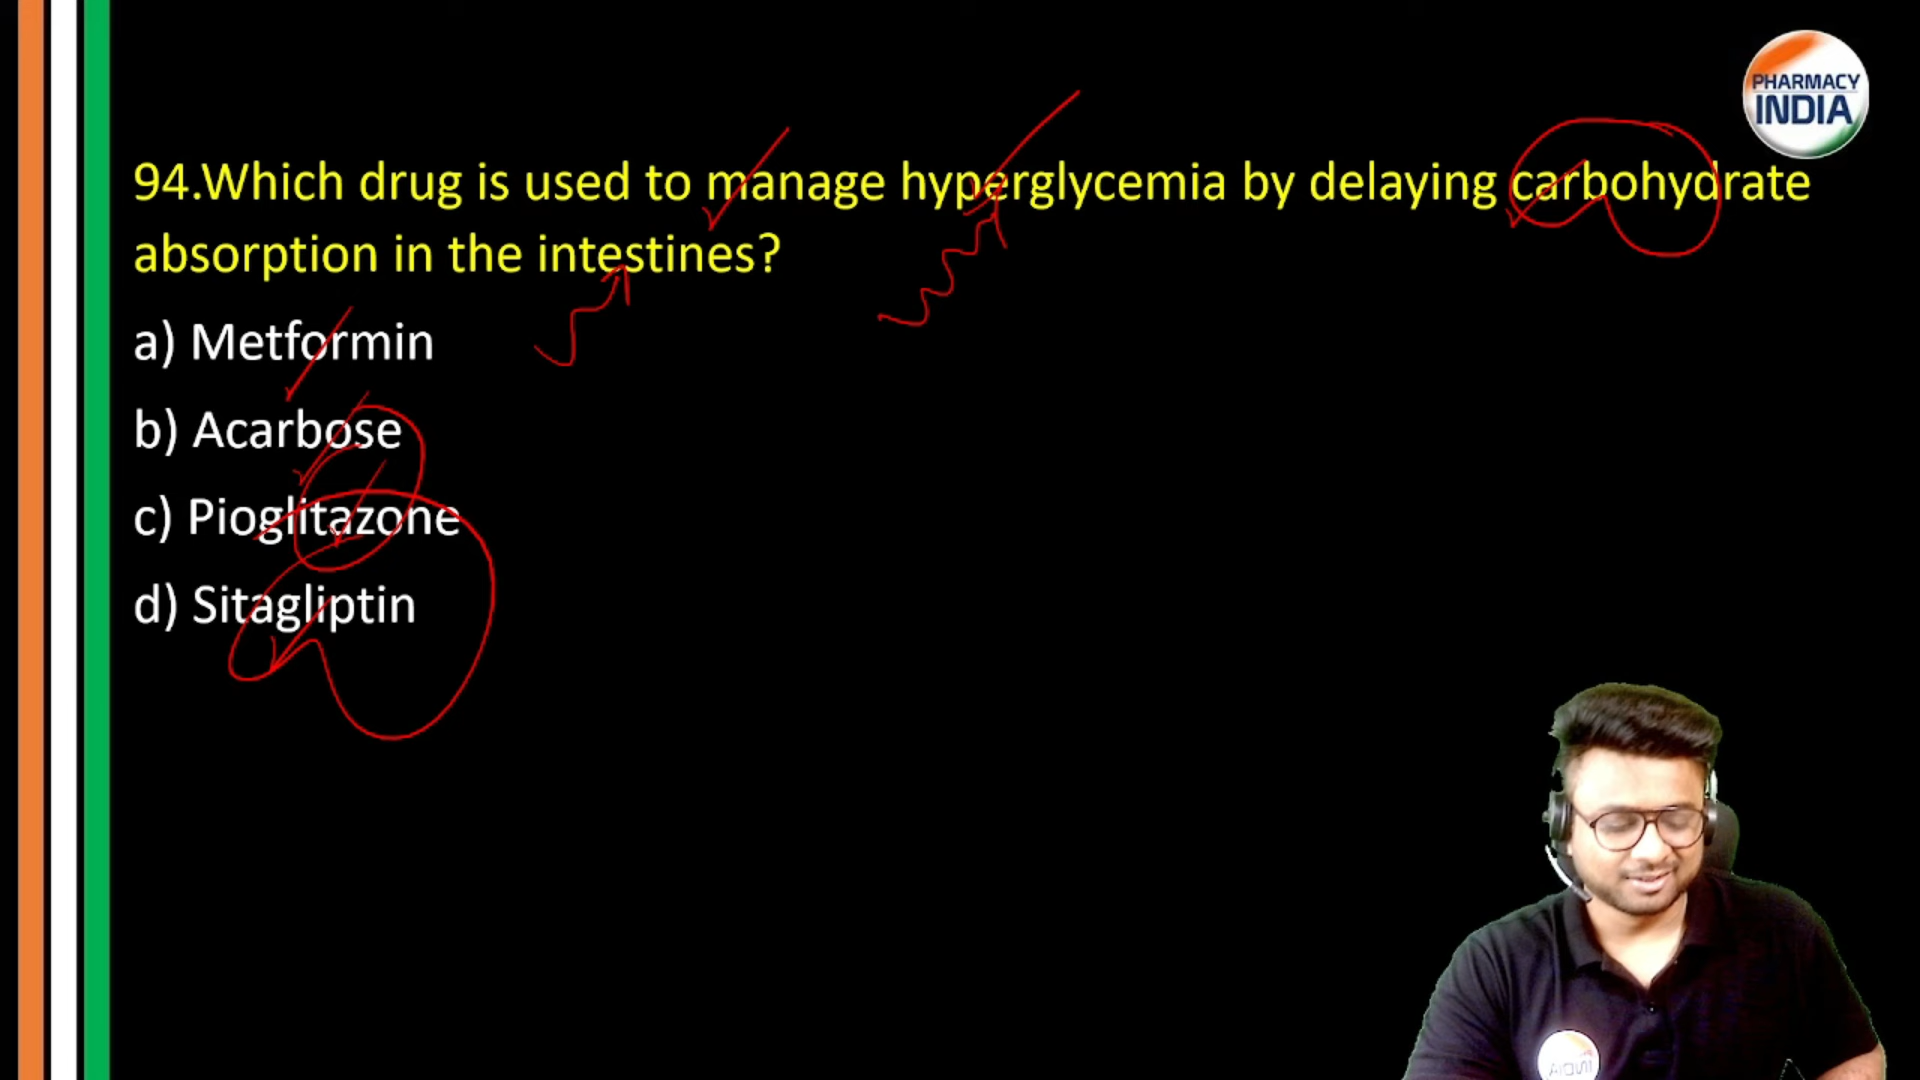 PHARMACY
INDIA
94.Which drug is used to manage hyperglycemia by delaying carbohydrate
absorption in the intestines?
a) Metformin
b) Acarbose
c) Pioglitazone
d) Sitagliptin